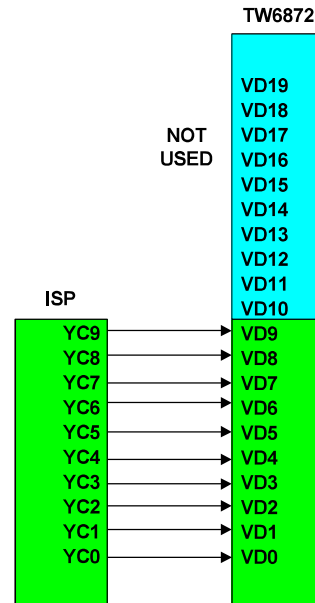 TW6872
VD19
VD18
NOT
VD17
USED
VD16
VD15
VD14
VD13
VD12
VD11
ISP
VD10
YC9
VD9
YC8
VD8
YC7
VD7
YC6
VD6
YC5
VD5
YC4
VD4
YC3
VD3
YC2
VD2
YC1
VD1
YC0
VD0